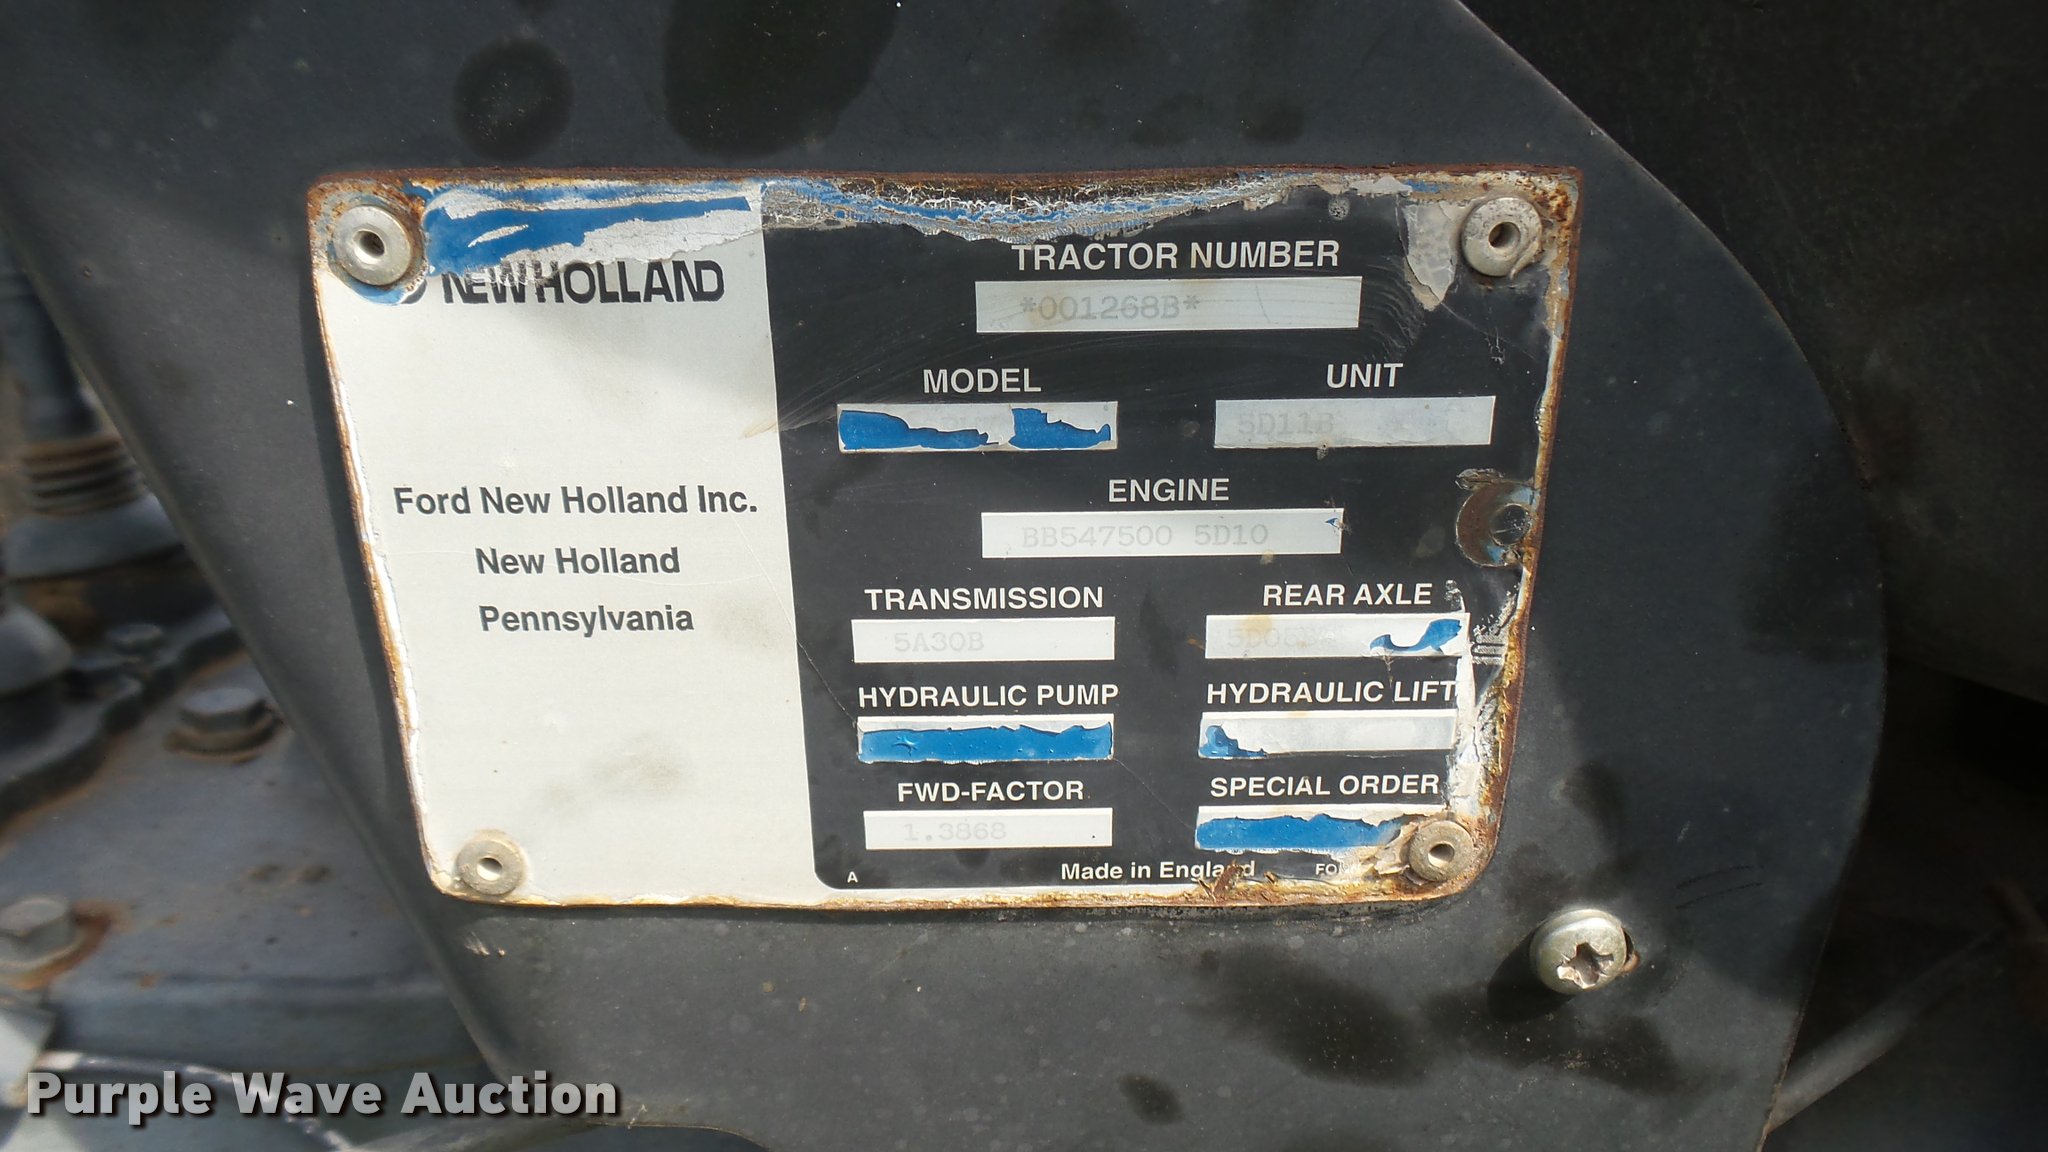 NEW HOLLAND
Ford New Holland Inc.
New Holland
Pennsylvania
TRACTOR NUMBER
*001268B*
MODEL
UNIT
5D11B
ENGINE
BB547500 5D10
TRANSMISSION
REAR AXLE
5A30B
HYDRAULIC PUMP
HYDRAULIC LIFT
FWD-FACTOR
SPECIAL ORDER
1.3868
A
Made in England
Purple Wave Auction